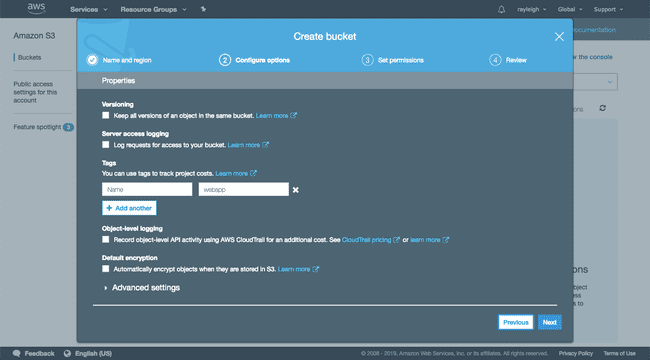 aws Services Resource Groups rayleigh Global Support
Amazon S3
Buckets
Public access
settings for this
account
Feature spotlight 3
Documentation
or the console
ions
Create bucket
Name and region 2 Configure options 3 Set permissions 4 Review
Properties
Versioning
Keep all versions of an object in the same bucket. Learn more
Server access logging
Log requests for access to your bucket. Learn more
Tags
You can use tags to track project costs. Learn more
Name webapp
+ Add another
Object-level logging
Record object-level API activity using AWS CloudTrail for an additional cost. See CloudTrail pricing or learn more
Default encryption
Automatically encrypt objects when they are stored in S3. Learn more
Advanced settings
Previous Next
ons
bject
ess
s to
Feedback English (US) © 2008 - 2019, Amazon Web Services, Inc. or its affiliates. All rights reserved. Privacy Policy Terms of Use